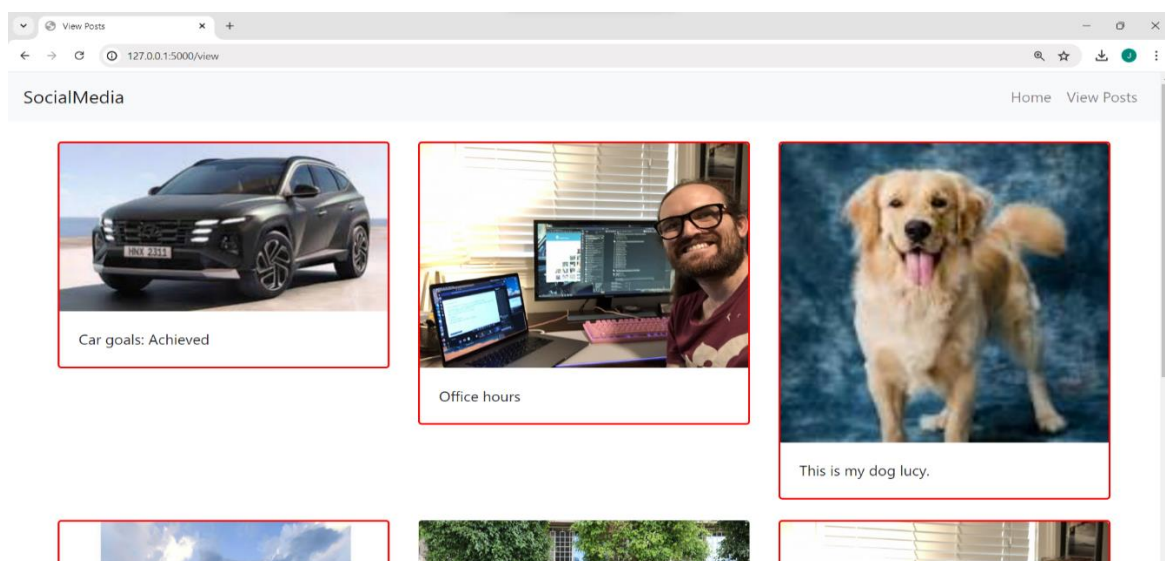 View Posts
127.0.0.1:5000/view
J
SocialMedia
Home View Posts
HNX 2311
Car goals: Achieved
Office hours
This is my dog lucy.